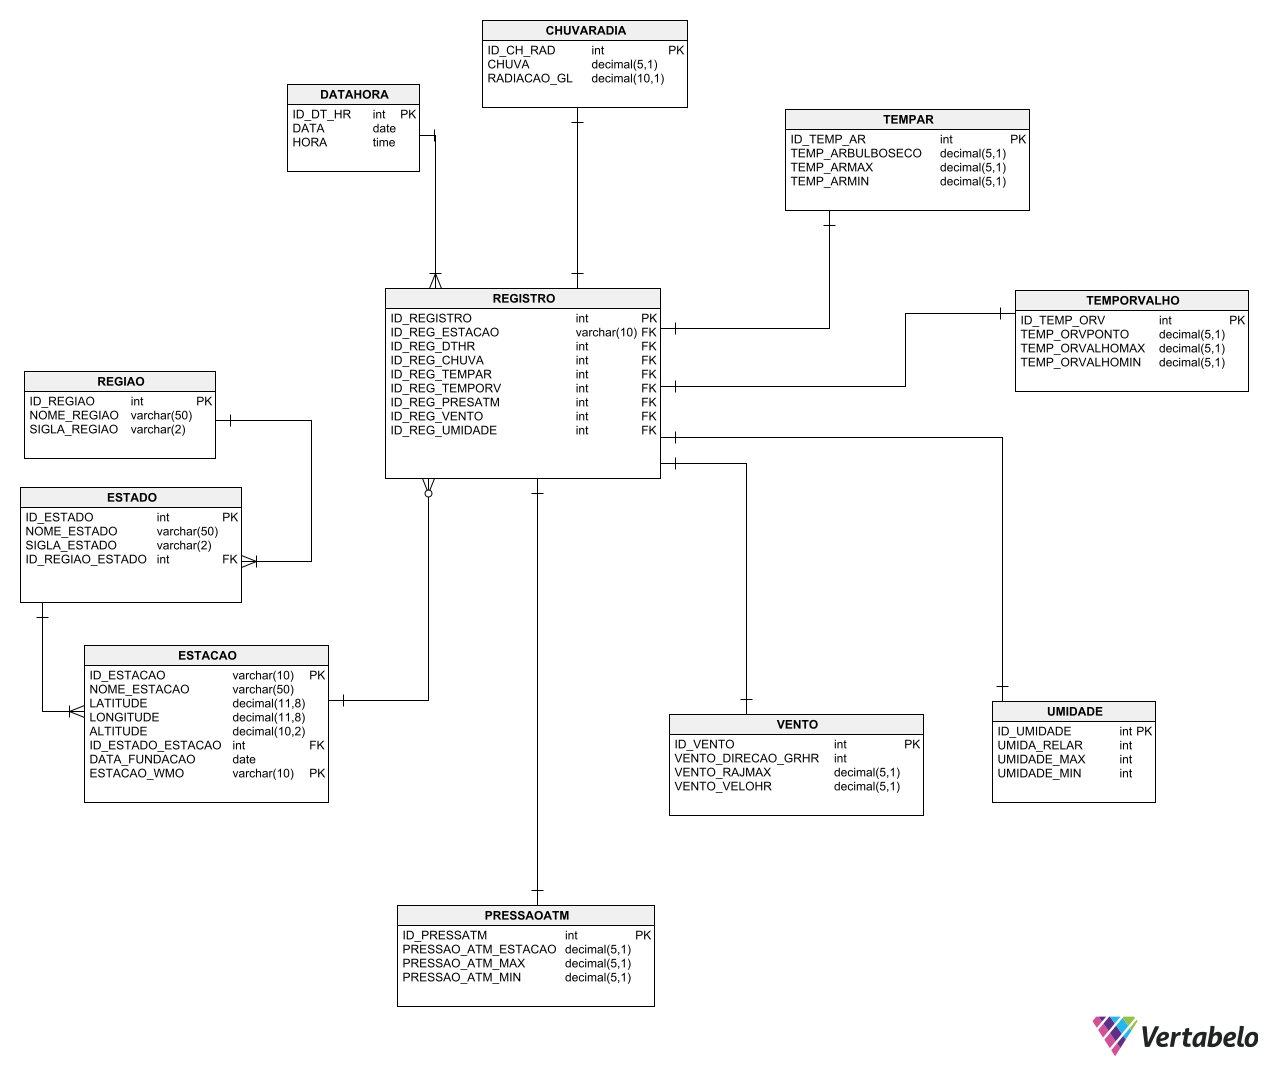 CHUVARADIA
ID_CH_RAD int PK
CHUVA decimal(5,1)
RADIACAO_GL decimal(10,1)
DATAHORA
ID_DT_HR int PK
DATA date
HORA time
TEMPAR
ID_TEMP_AR int PK
TEMP_ARBULBOSECO decimal(5,1)
TEMP_ARMAX decimal(5,1)
TEMP_ARMIN decimal(5,1)
REGISTRO
ID_REGISTRO int PK
ID_REG_ESTACAO varchar(10) FK
ID_REG_DTHR int FK
ID_REG_CHUVA int FK
ID_REG_TEMPAR int FK
ID_REG_TEMPORV int FK
ID_REG_PRESATM int FK
ID_REG_VENTO int FK
ID_REG_UMIDADE int FK
TEMPORVALHO
ID_TEMP_ORV int PK
TEMP_ORVPONTO decimal(5,1)
TEMP_ORVALHOMAX decimal(5,1)
TEMP_ORVALHOMIN decimal(5,1)
REGIAO
ID_REGIAO int PK
NOME_REGIAO varchar(50)
SIGLA_REGIAO varchar(2)
ESTADO
ID_ESTADO int PK
NOME_ESTADO varchar(50)
SIGLA_ESTADO varchar(2)
ID_REGIAO_ESTADO int FK
ESTACAO
ID_ESTACAO varchar(10) PK
NOME_ESTACAO varchar(50)
LATITUDE decimal(11,8)
LONGITUDE decimal(11,8)
ALTITUDE decimal(10,2)
ID_ESTADO_ESTACAO int FK
DATA_FUNDACAO date
ESTACAO_WMO varchar(10) PK
VENTO
ID_VENTO int PK
VENTO_DIRECAO_GRHR int
VENTO_RAJMAX decimal(5,1)
VENTO_VELOHR decimal(5,1)
UMIDADE
ID_UMIDADE int PK
UMIDA_RELAR int
UMIDADE_MAX int
UMIDADE_MIN int
PRESSAOATM
ID_PRESSATM int PK
PRESSAO_ATM_ESTACAO decimal(5,1)
PRESSAO_ATM_MAX decimal(5,1)
PRESSAO_ATM_MIN decimal(5,1)
Vertabelo